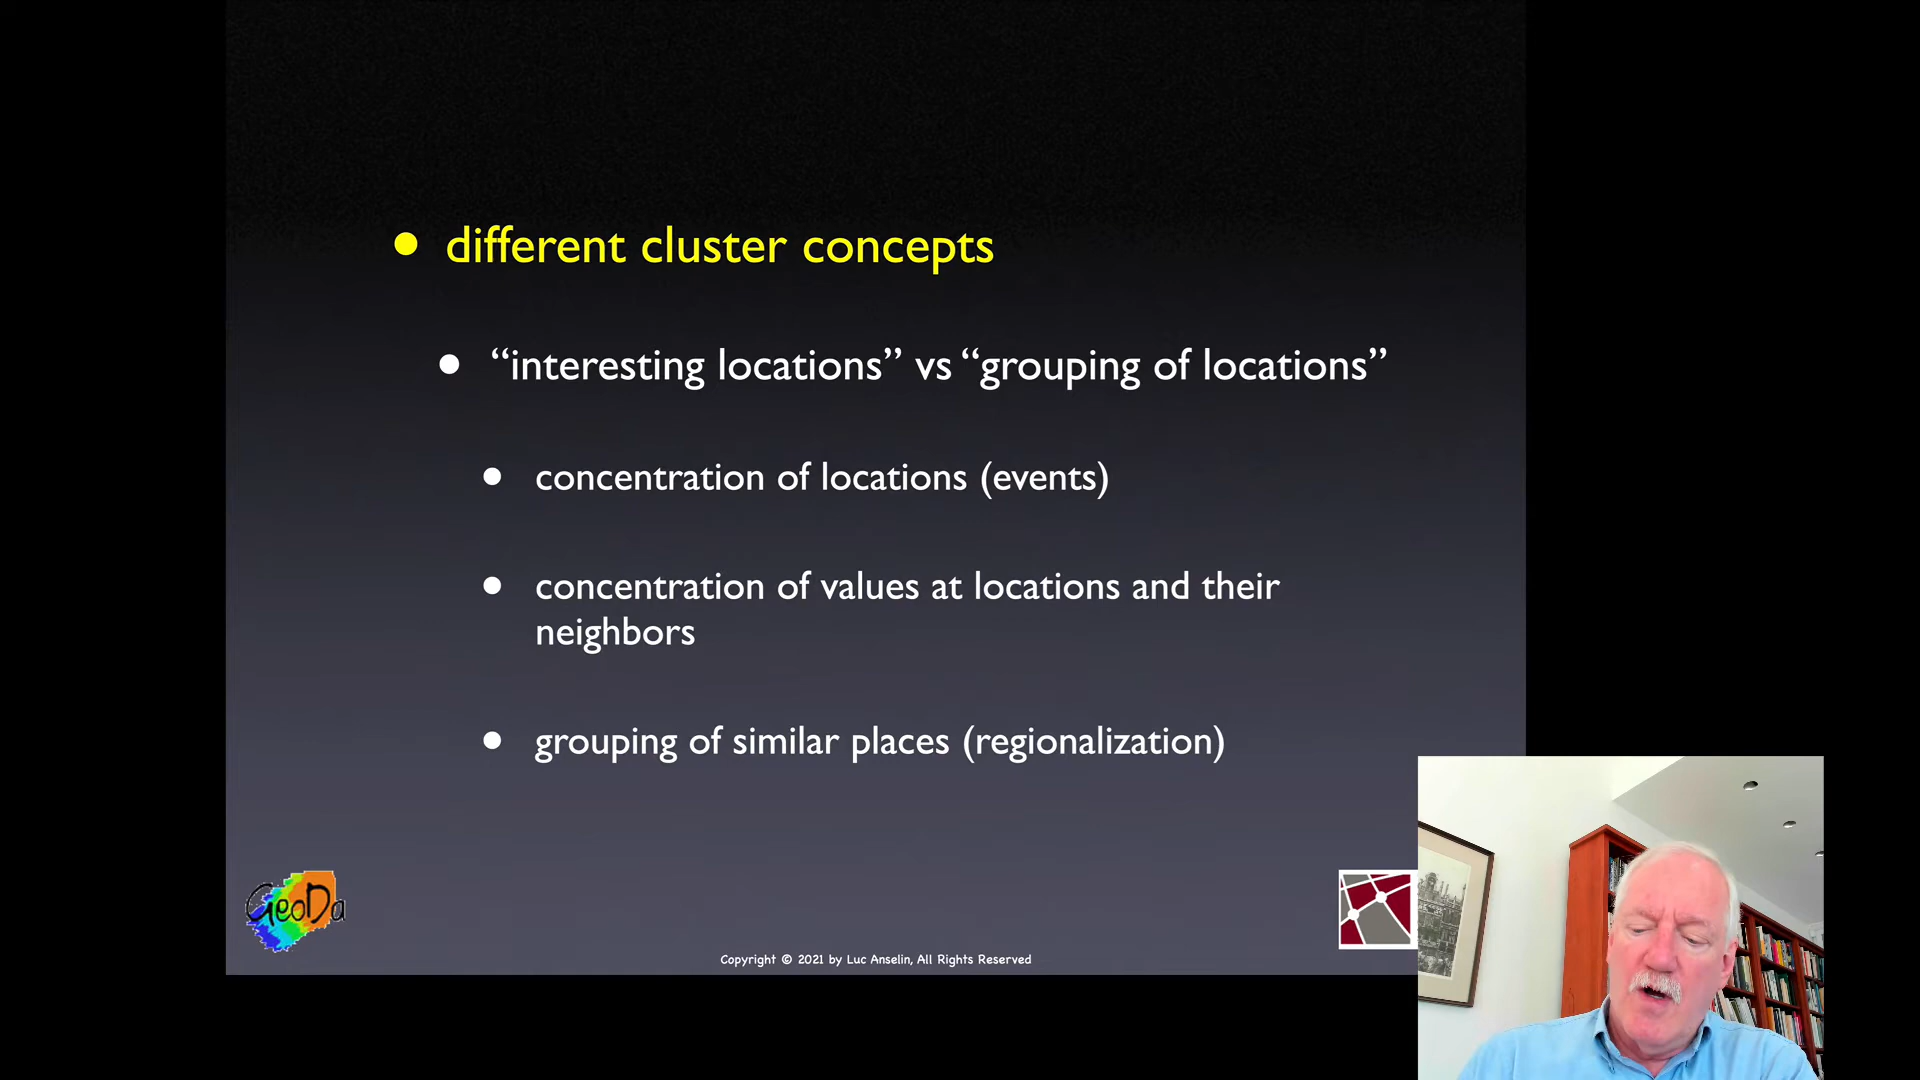 different cluster concepts
“interesting locations” vs “grouping of locations”
concentration of locations (events)
concentration of values at locations and their
neighbors
grouping of similar places (regionalization)
GeoDa
Copyright © 2021 by Luc Anselin, All Rights Reserved